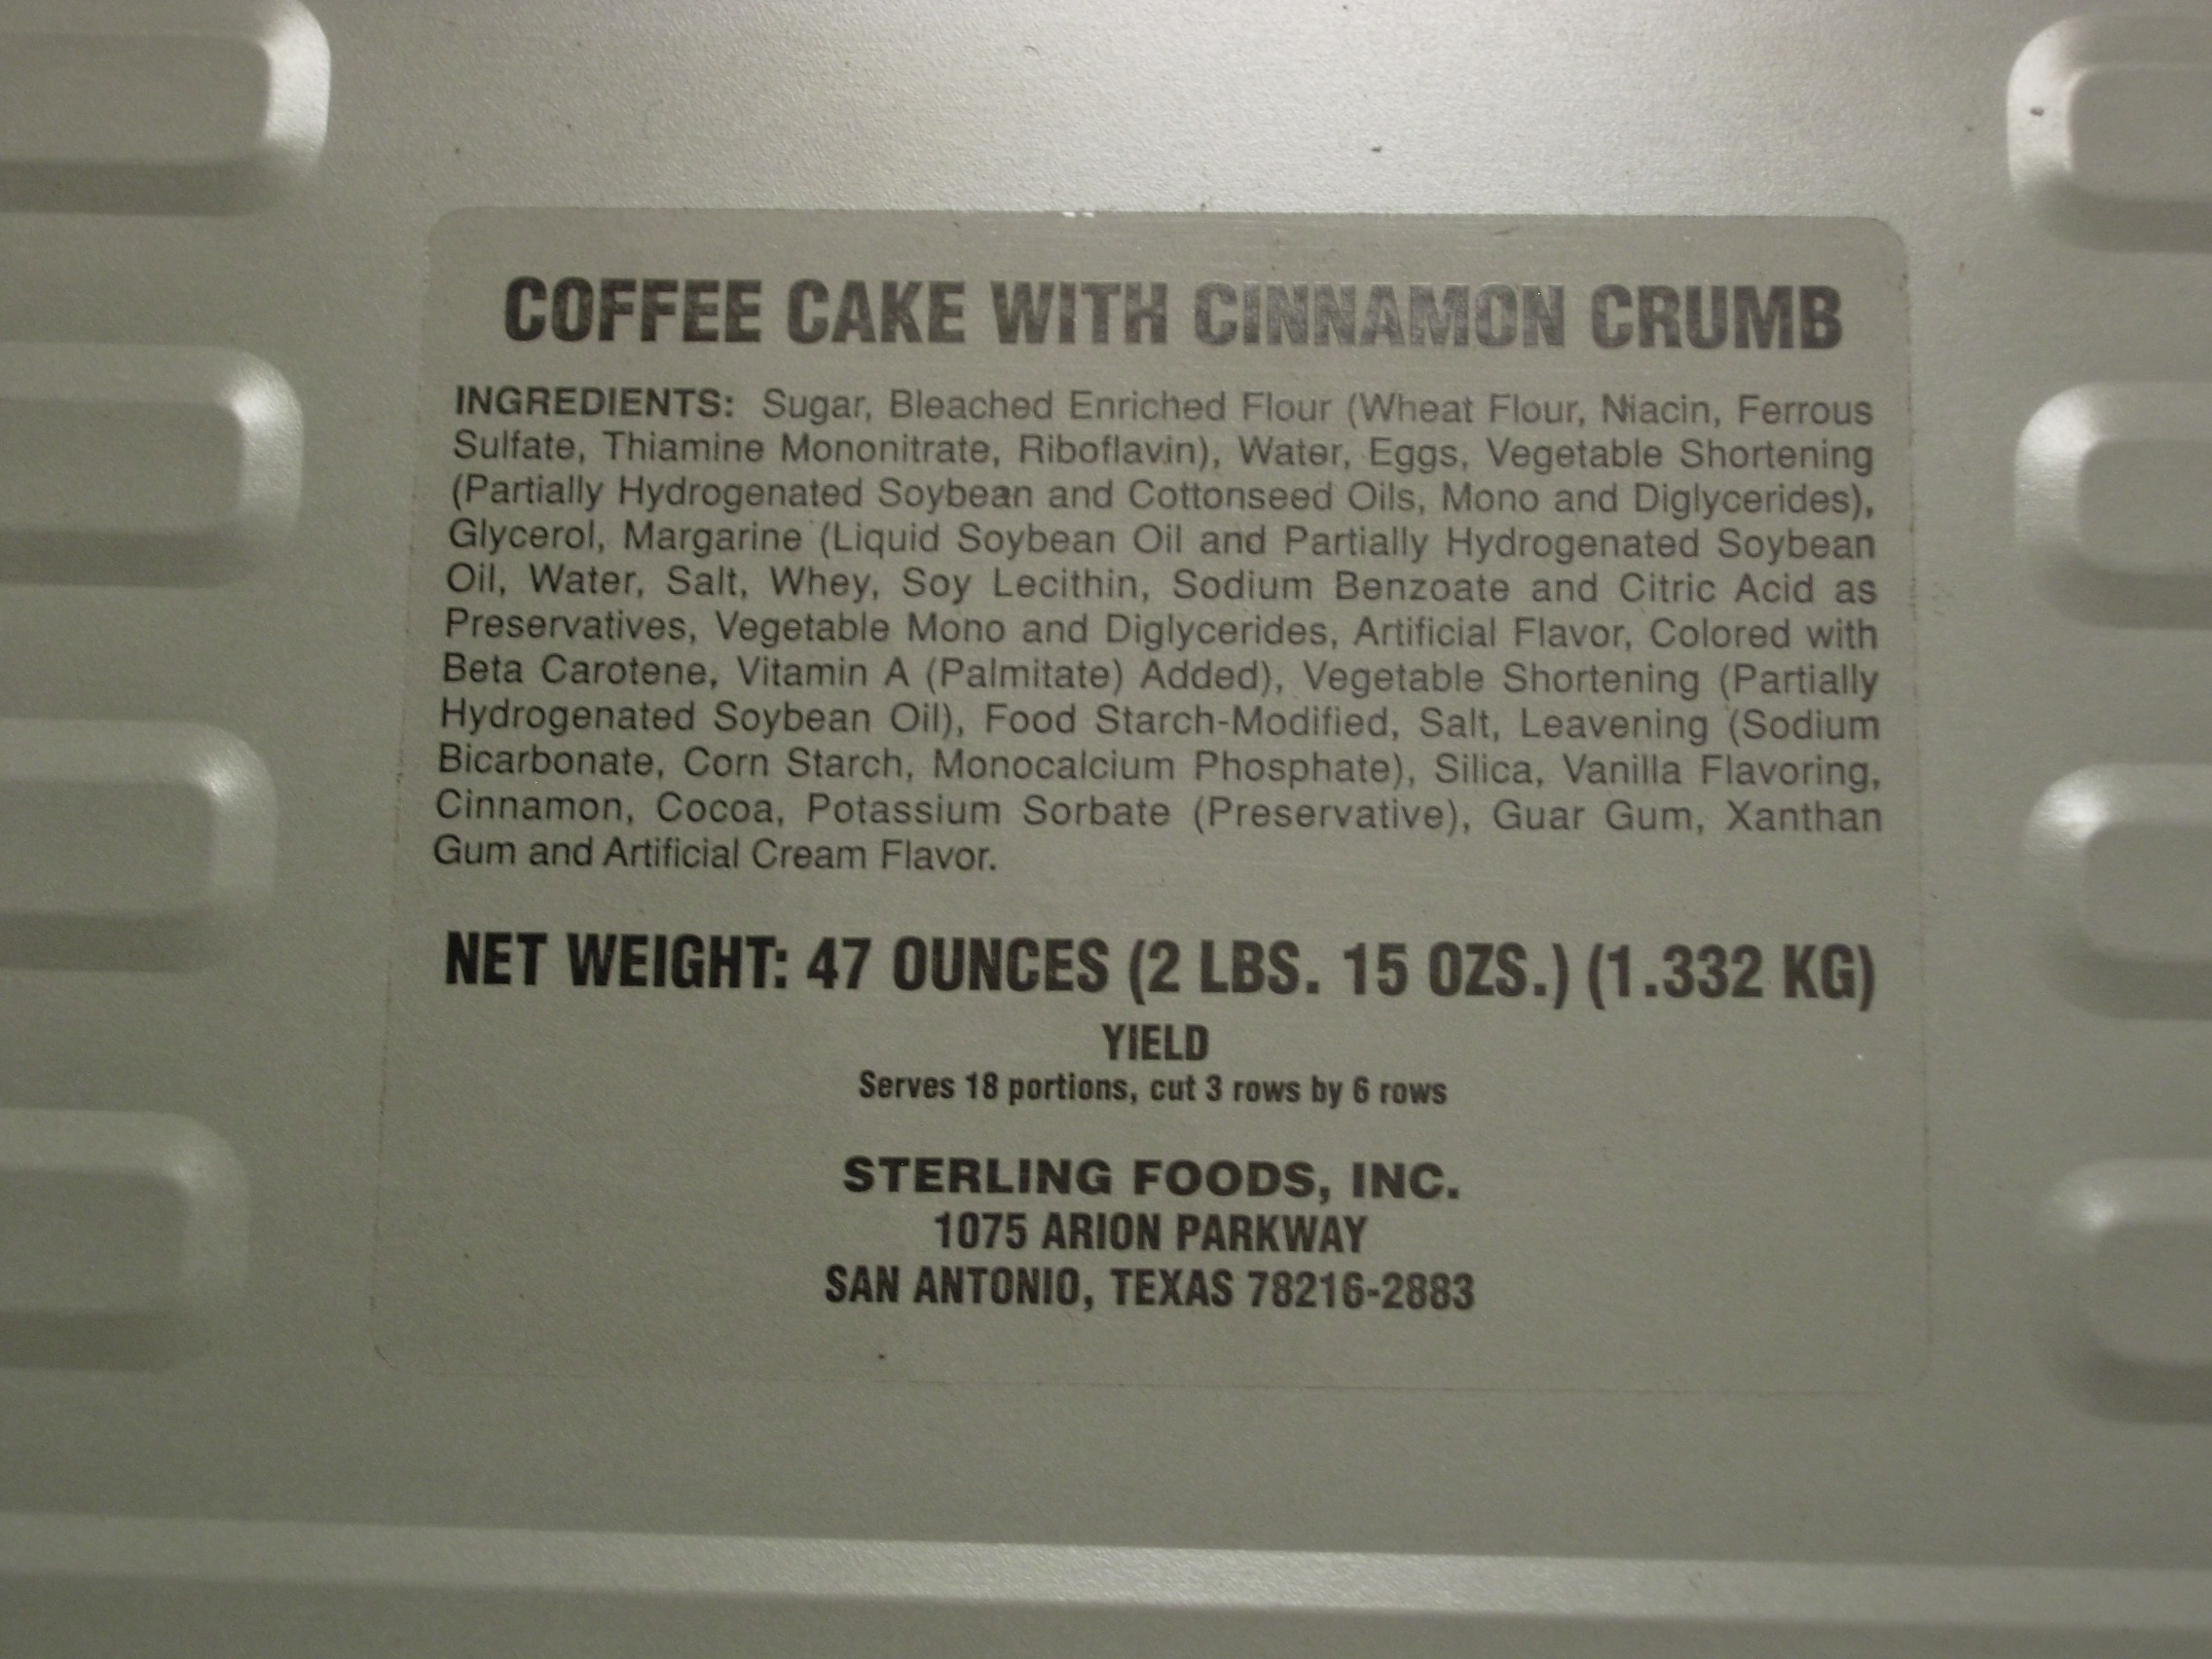 COFFEE CAKE WITH CINNAMON CRUMB
INGREDIENTS: Sugar, Bleached Enriched Flour (Wheat Flour, Niacin, Ferrous
Sulfate, Thiamine Mononitrate, Riboflavin), Water, Eggs, Vegetable Shortening
(Partially Hydrogenated Soybean and Cottonseed Oils, Mono and Diglycerides),
Glycerol, Margarine (Liquid Soybean Oil and Partially Hydrogenated Soybean
Oil, Water, Salt, Whey, Soy Lecithin, Sodium Benzoate and Citric Acid as
Preservatives, Vegetable Mono and Diglycerides, Artificial Flavor, Colored with
Beta Carotene, Vitamin A (Palmitate) Added), Vegetable Shortening (Partially
Hydrogenated Soybean Oil), Food Starch-Modified, Salt, Leavening (Sodium
Bicarbonate, Corn Starch, Monocalcium Phosphate), Silica, Vanilla Flavoring,
Cinnamon, Cocoa, Potassium Sorbate (Preservative), Guar Gum, Xanthan
Gum and Artificial Cream Flavor.
NET WEIGHT: 47 OUNCES (2 LBS. 15 OZS.) (1.332 KG)
YIELD
Serves 18 portions, cut 3 rows by 6 rows
STERLING FOODS, INC.
1075 ARION PARKWAY
SAN ANTONIO, TEXAS 78216-2883